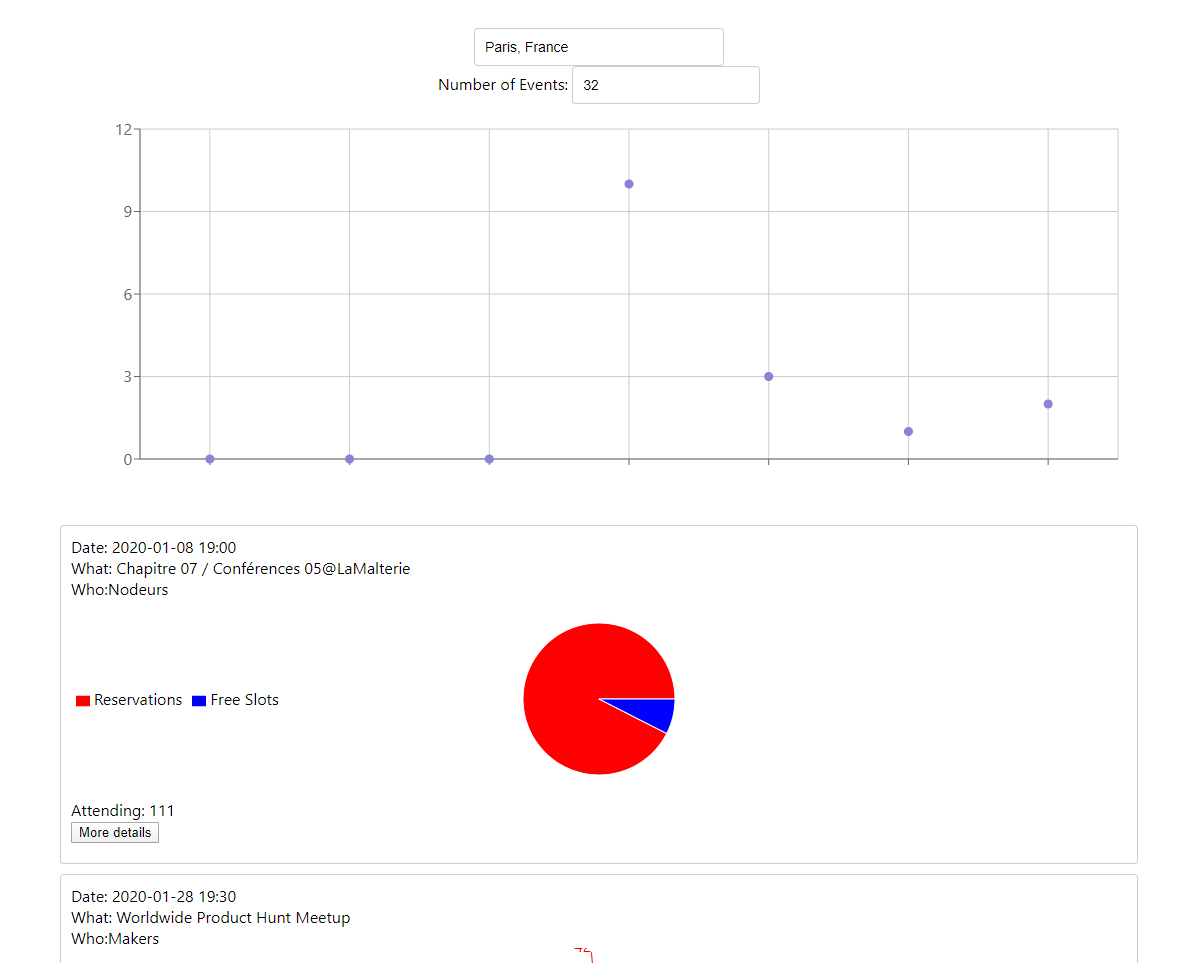 Paris, France
Number of Events: 32
12
9
6
3
0
Date: 2020-01-08 19:00
What: Chapitre 07 / Conférences 05@LaMalterie
Who:Nodeurs
Reservations Free Slots
Attending: 111
More details
Date: 2020-01-28 19:30
What: Worldwide Product Hunt Meetup
Who:Makers